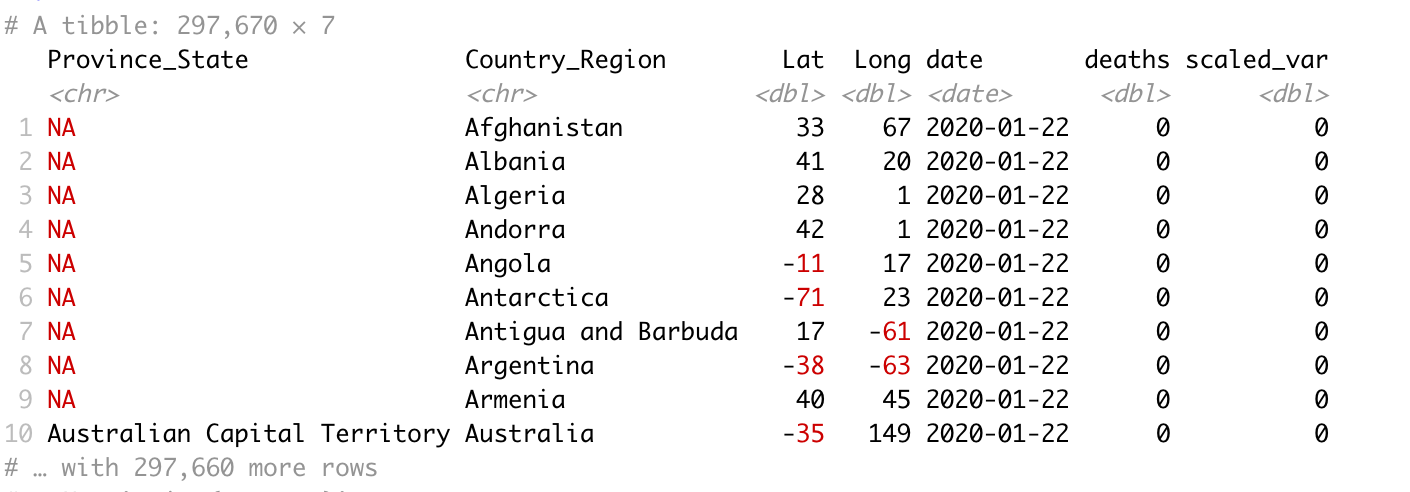 # A tibble: 297,670 × 7
Province_State Country_Region Lat Long date deaths scaled_var
<chr> <chr> <dbl> <dbl> <date> <dbl> <dbl>
1 NA Afghanistan 33 67 2020-01-22 0 0
2 NA Albania 41 20 2020-01-22 0 0
3 NA Algeria 28 1 2020-01-22 0 0
4 NA Andorra 42 1 2020-01-22 0 0
5 NA Angola -11 17 2020-01-22 0 0
6 NA Antarctica -71 23 2020-01-22 0 0
7 NA Antigua and Barbuda 17 -61 2020-01-22 0 0
8 NA Argentina -38 -63 2020-01-22 0 0
9 NA Armenia 40 45 2020-01-22 0 0
10 Australian Capital Territory Australia -35 149 2020-01-22 0 0
# … with 297,660 more rows